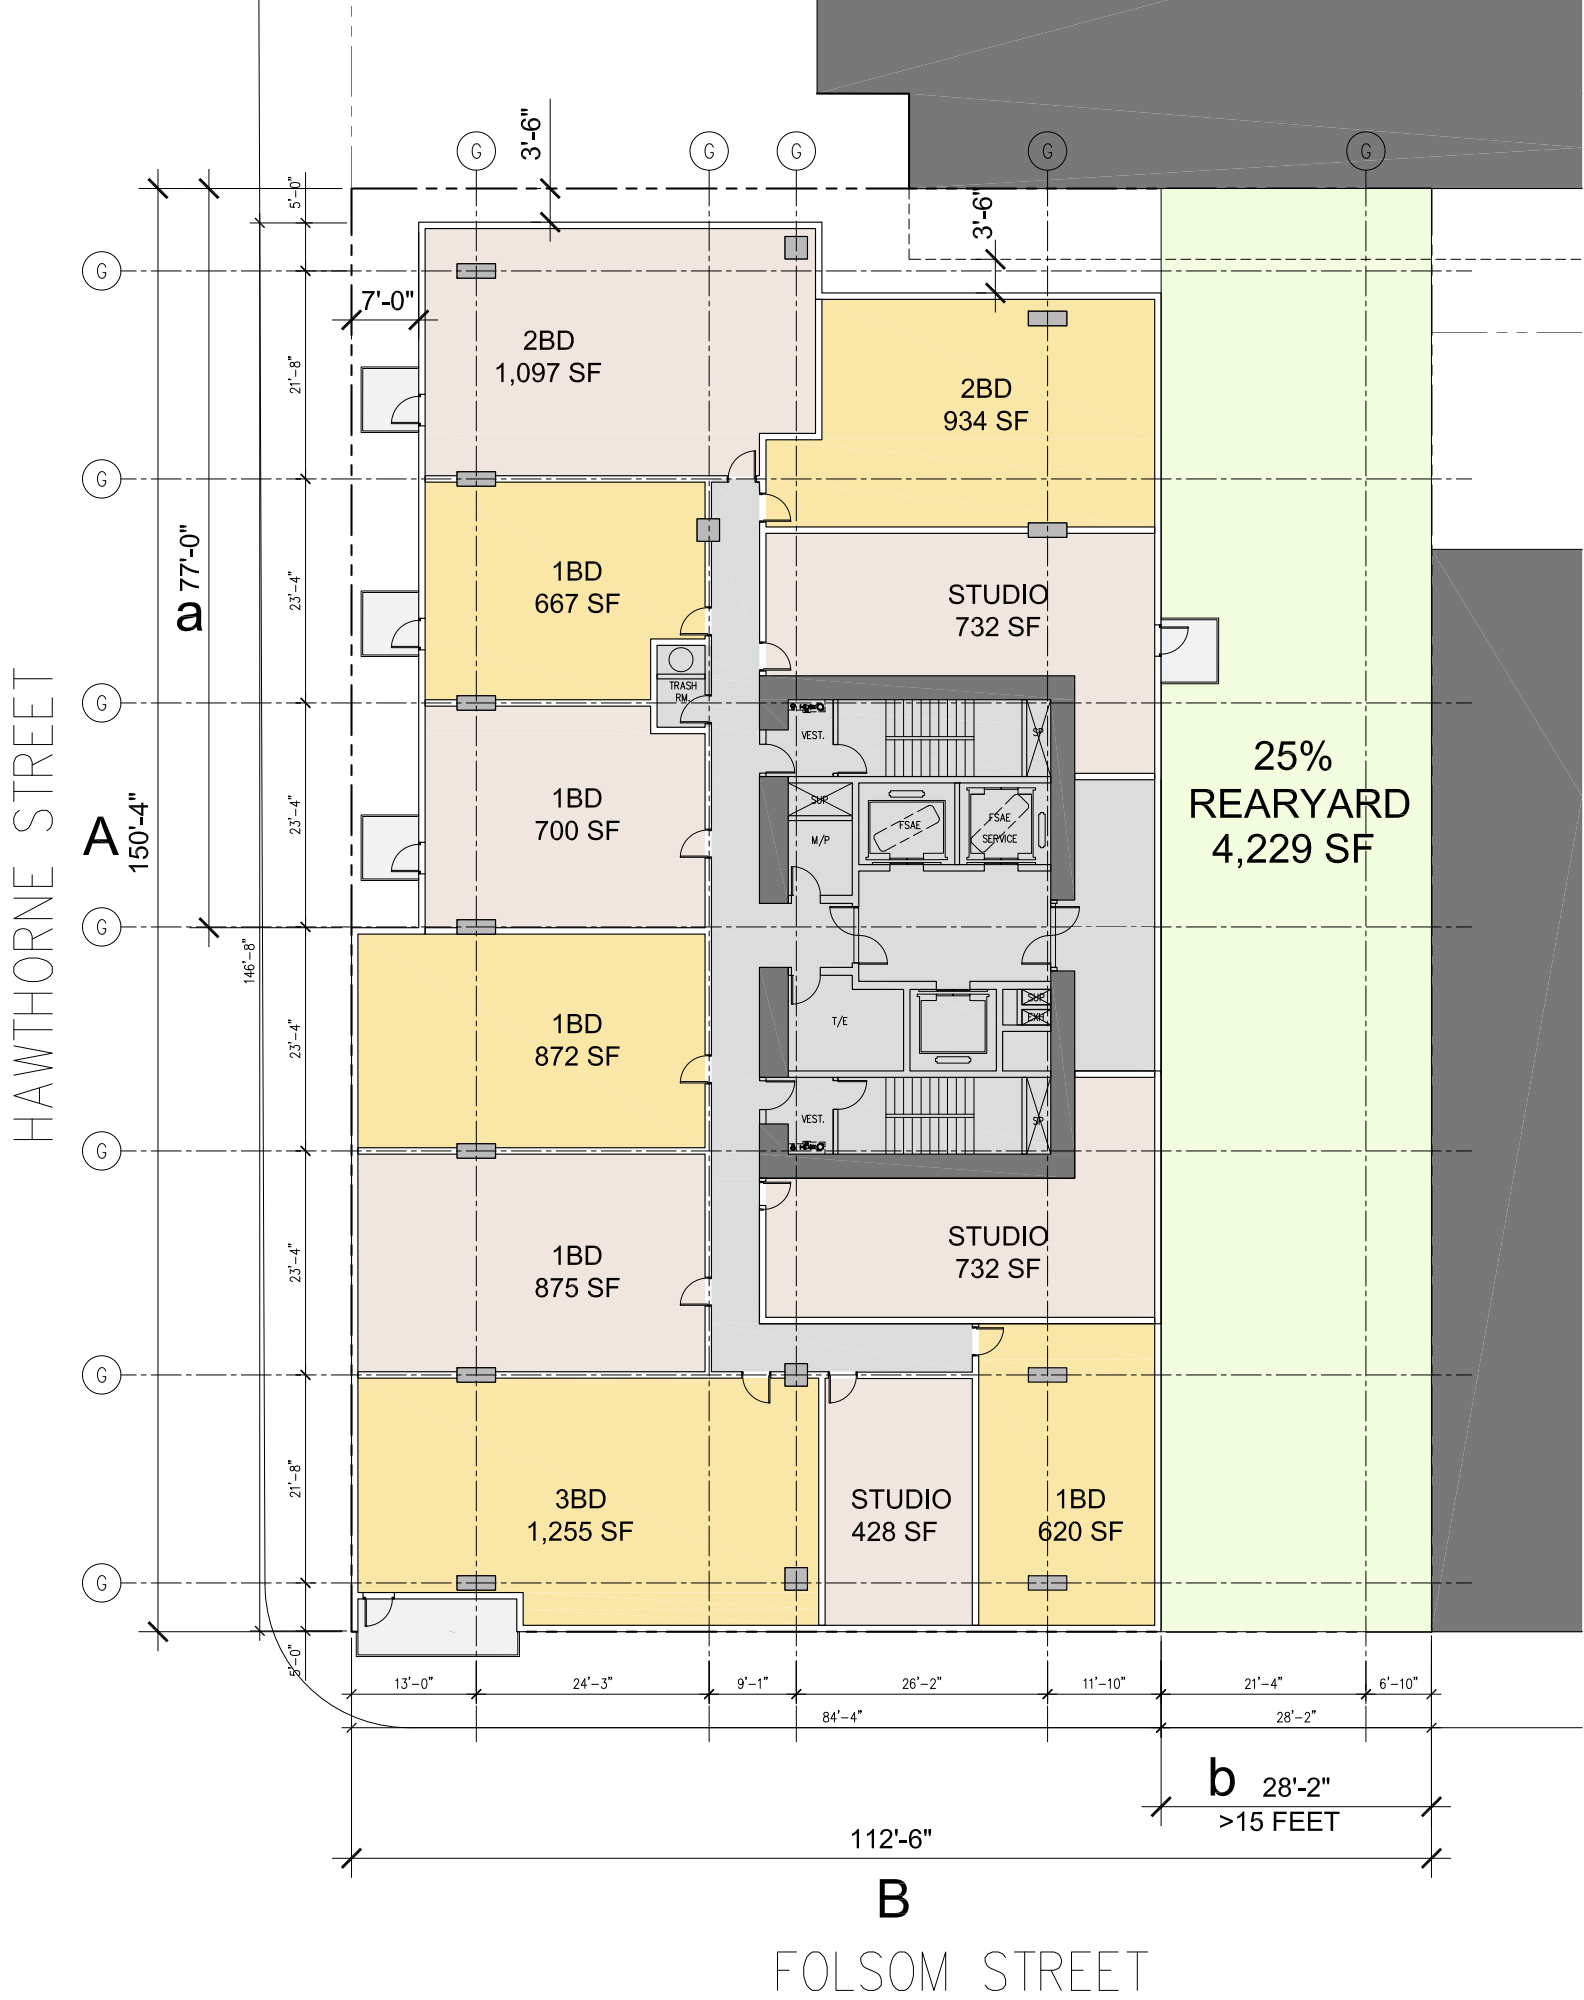 3'-6"
G
G
G
G
G
5'-0"
3'-6"
G
7'-0"
2BD
1,097 SF
21'-8"
2BD
934 SF
G
77'-0"
a
1BD
667 SF
23'-4"
STUDIO
732 SF
TRASH
RM.
G
VEST.
SP
25%
REARYARD
4,229 SF
HAWTHORNE STREET
A
150'-4"
1BD
700 SF
23'-4"
SUP
FSAE
FSAE
SERVICE
M/P
G
146'-8"
SUP
EXH
T/E
1BD
872 SF
23'-4"
VEST.
SP
G
1BD
875 SF
23'-4"
STUDIO
732 SF
G
21'-8"
3BD
1,255 SF
STUDIO
428 SF
1BD
620 SF
G
5'-0"
13'-0"
24'-3"
9'-1"
26'-2"
11'-10"
21'-4"
6'-10"
84'-4"
28'-2"
b 28'-2"
>15 FEET
112'-6"
B
FOLSOM STREET